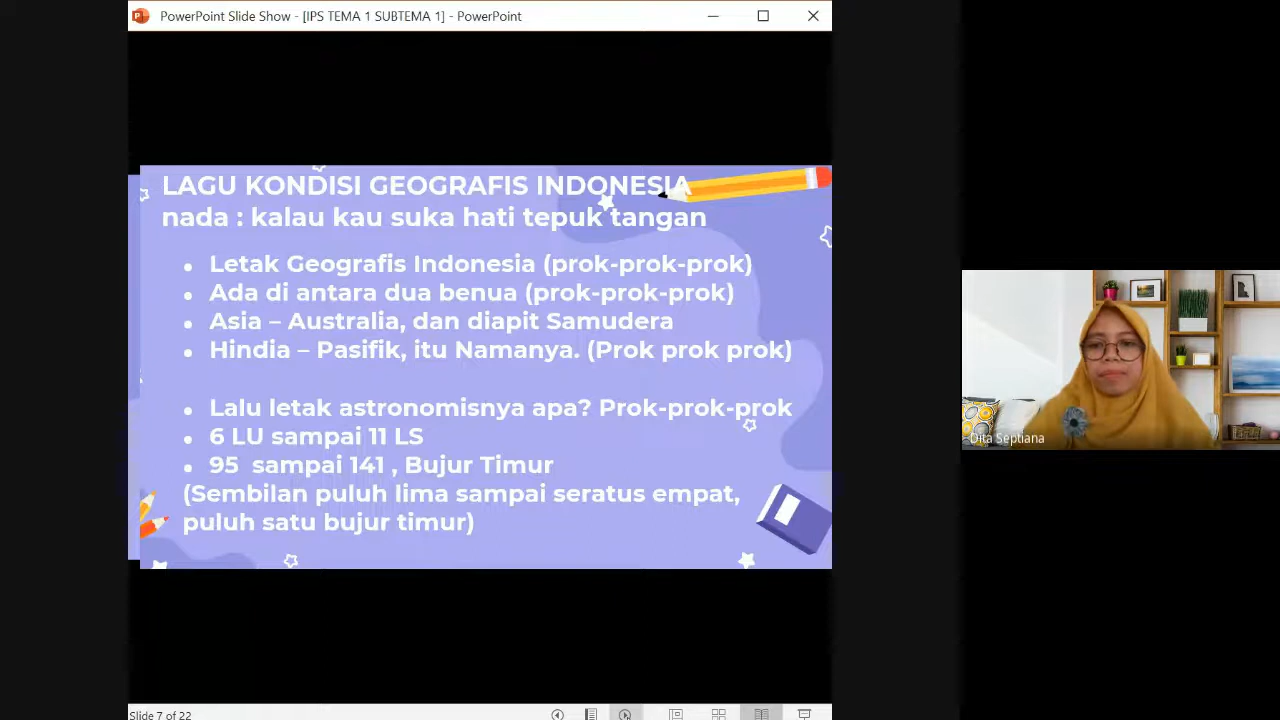 PowerPoint Slide Show - [IPS TEMA 1 SUBTEMA 1] - PowerPoint
LAGU KONDISI GEOGRAFIS INDONESIA
nada : kalau kau suka hati tepuk tangan
• Letak Geografis Indonesia (prok-prok-prok)
• Ada di antara dua benua (prok-prok-prok)
• Asia – Australia, dan diapit Samudera
• Hindia – Pasifik, itu Namanya. (Prok prok prok)
• Lalu letak astronomisnya apa? Prok-prok-prok
• 6 LU sampai 11 LS
• 95 sampai 141 , Bujur Timur
(Sembilan puluh lima sampai seratus empat,
puluh satu bujur timur)
Dita Septiana
Slide 7 of 22